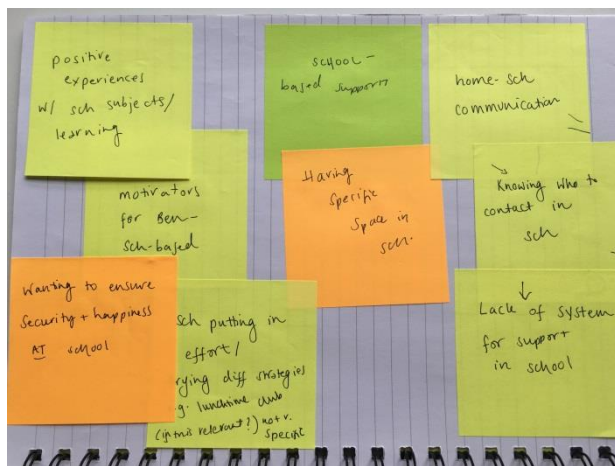 positive
experiences
w/ sch subjects/
learning
school-
based support
home-sch
communication
motivators
for Ben-
sch-based
Having
specific
space in
sch.
Knowing who to
contact in
sch
Wanting to ensure
security + happiness
AT school
sch putting in
effort/
rying diff strategies
e.g. lunchtime club
(is this relevant?) not v.
specific
Lack of system
for support
in school